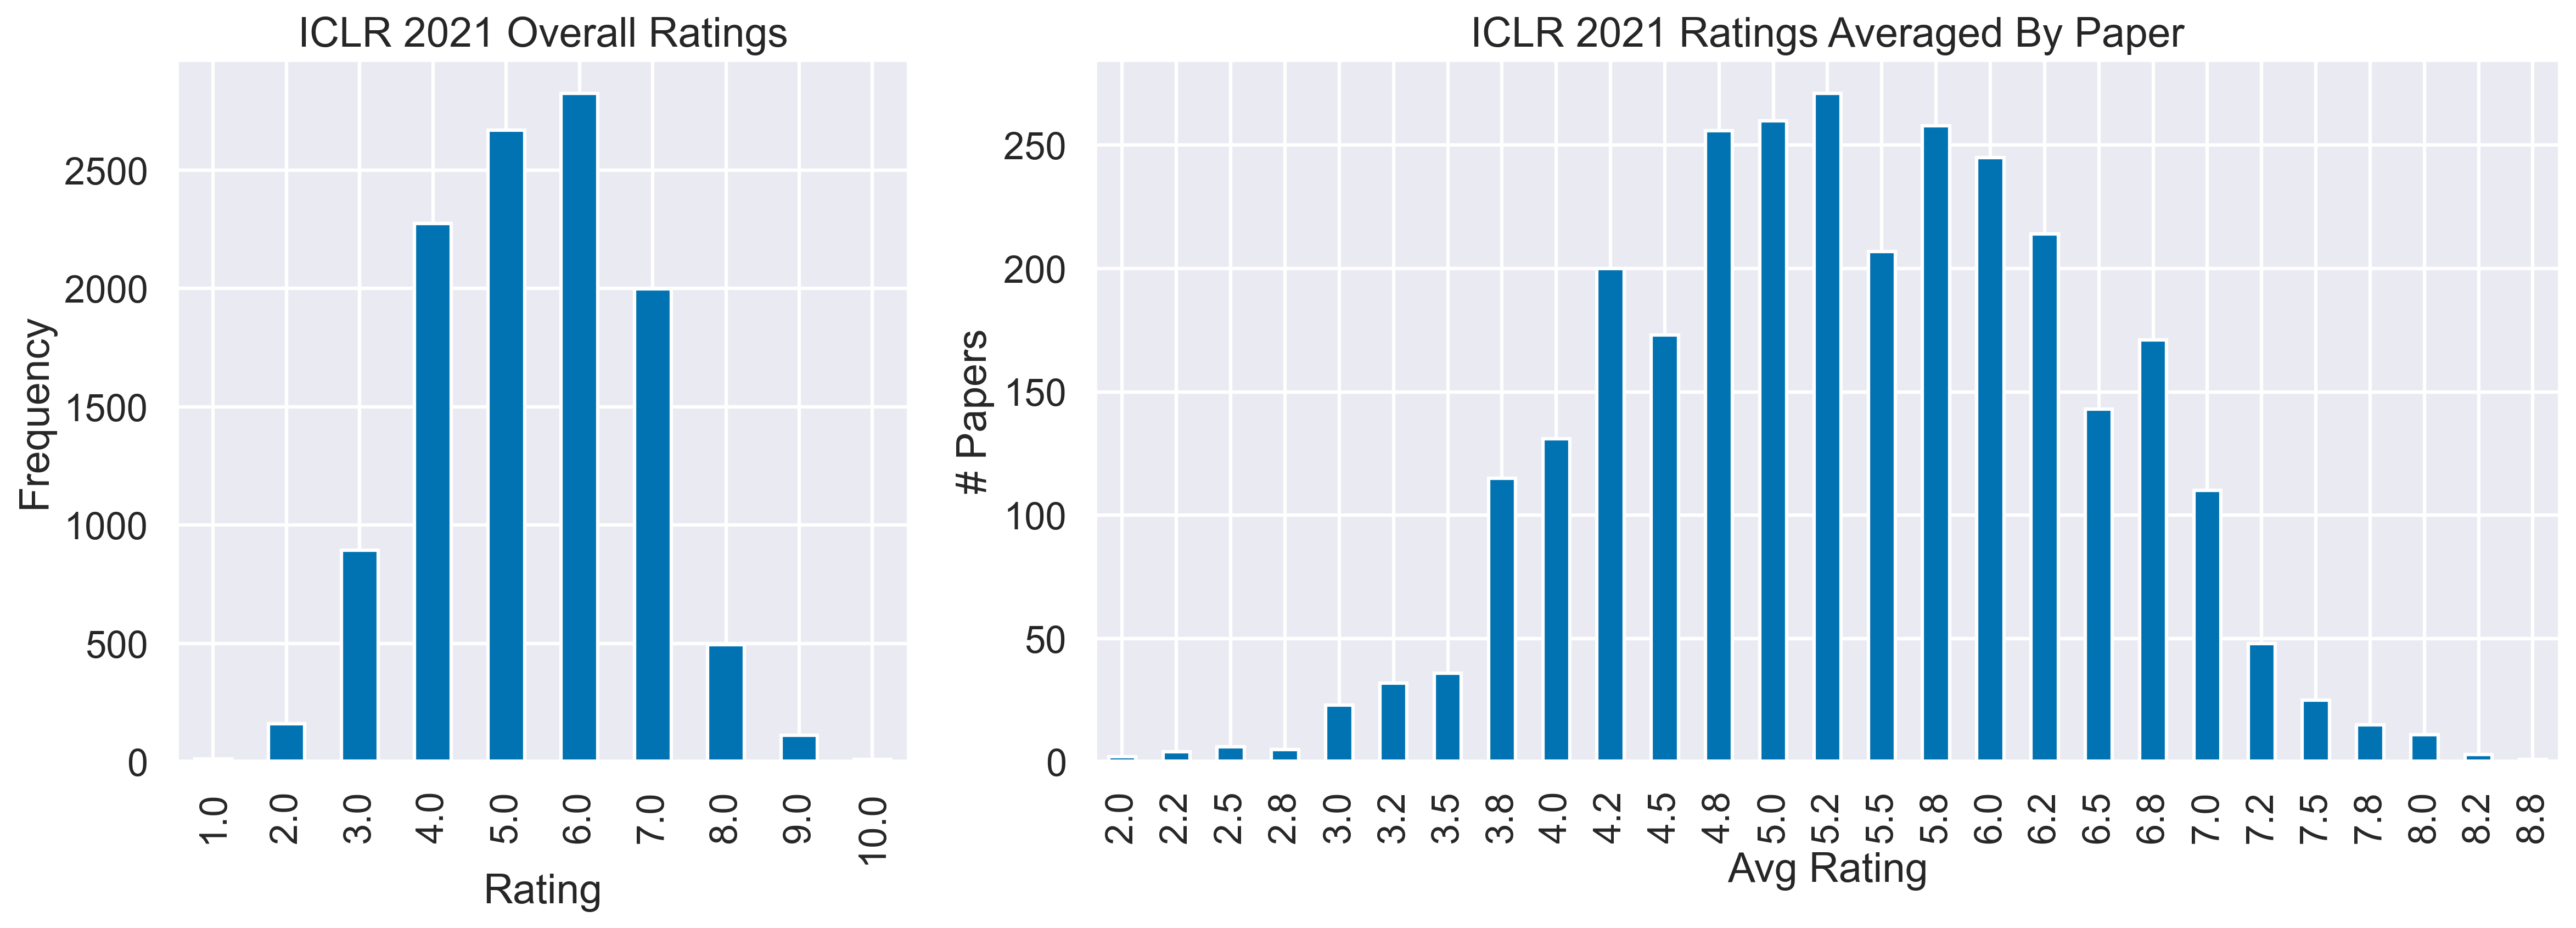 ICLR 2021 Overall Ratings
Frequency
2500
2000
1500
1000
500
0
1.0 2.0 3.0 4.0 5.0 6.0 7.0 8.0 9.0 10.0
Rating
ICLR 2021 Ratings Averaged By Paper
# Papers
250
200
150
100
50
0
2.0 2.2 2.5 2.8 3.0 3.2 3.5 3.8 4.0 4.2 4.5 4.8 5.0 5.2 5.5 5.8 6.0 6.2 6.5 6.8 7.0 7.2 7.5 7.8 8.0 8.2 8.8
Avg Rating